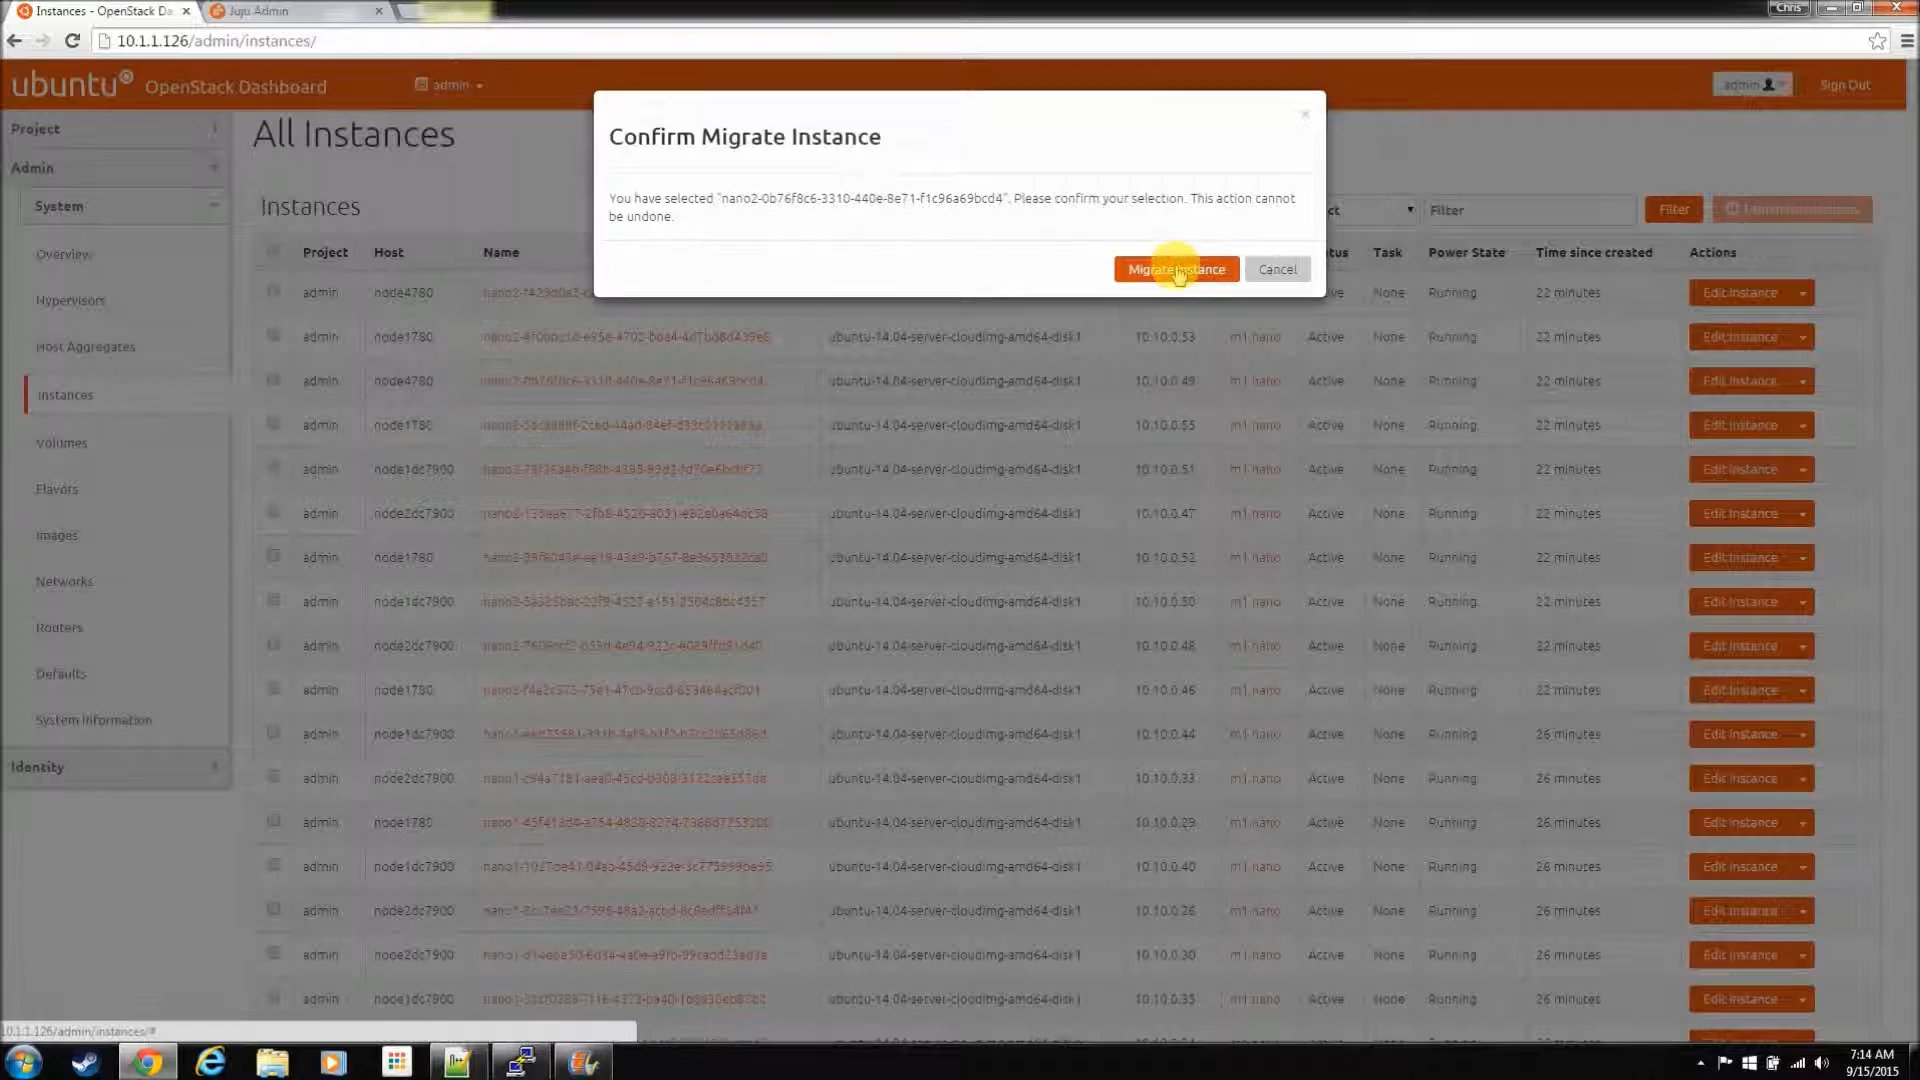 Instances - OpenStack Da
Juju Admin
Chris
10.1.1.126/admin/instances/
ubuntu OpenStack Dashboard
admin
admin
Sign Out
Project
Admin
System
Overview
Hypervisors
Host Aggregates
Instances
Volumes
Flavors
Images
Networks
Routers
Defaults
System Information
Identity
All Instances
Instances
Confirm Migrate Instance
You have selected "nano2-0b76f8c6-3310-440e-8e71-f1c96a69bcd4". Please confirm your selection. This action cannot
be undone.
Migrate Instance
Cancel
Filter
Filter
Project Host Name Task Power State Time since created Actions
admin node4780 None Running 22 minutes Edit Instance
admin node1780 ubuntu-14.04-server-cloudimg-amd64-disk1 10.10.0.53 m1.nano Active None Running 22 minutes Edit Instance
admin node4780 nano2-0b76f8c6-3310-440e-8e71-f1c96a69bcd4 ubuntu-14.04-server-cloudimg-amd64-disk1 10.10.0.49 m1.nano Active None Running 22 minutes Edit Instance
admin node1780 ubuntu-14.04-server-cloudimg-amd64-disk1 10.10.0.55 m1.nano Active None Running 22 minutes Edit Instance
admin node1dc7900 ubuntu-14.04-server-cloudimg-amd64-disk1 10.10.0.51 m1.nano Active None Running 22 minutes Edit Instance
admin node2dc7900 ubuntu-14.04-server-cloudimg-amd64-disk1 10.10.0.47 m1.nano Active None Running 22 minutes Edit Instance
admin node1780 ubuntu-14.04-server-cloudimg-amd64-disk1 10.10.0.52 m1.nano Active None Running 22 minutes Edit Instance
admin node1dc7900 ubuntu-14.04-server-cloudimg-amd64-disk1 10.10.0.50 m1.nano Active None Running 22 minutes Edit Instance
admin node2dc7900 ubuntu-14.04-server-cloudimg-amd64-disk1 10.10.0.48 m1.nano Active None Running 22 minutes Edit Instance
admin node1780 ubuntu-14.04-server-cloudimg-amd64-disk1 10.10.0.46 m1.nano Active None Running 22 minutes Edit Instance
admin node1dc7900 ubuntu-14.04-server-cloudimg-amd64-disk1 10.10.0.44 m1.nano Active None Running 26 minutes Edit Instance
admin node2dc7900 ubuntu-14.04-server-cloudimg-amd64-disk1 10.10.0.33 m1.nano Active None Running 26 minutes Edit Instance
admin node1780 ubuntu-14.04-server-cloudimg-amd64-disk1 10.10.0.29 m1.nano Active None Running 26 minutes Edit Instance
admin node1dc7900 ubuntu-14.04-server-cloudimg-amd64-disk1 10.10.0.40 m1.nano Active None Running 26 minutes Edit Instance
admin node2dc7900 ubuntu-14.04-server-cloudimg-amd64-disk1 10.10.0.26 m1.nano Active None Running 26 minutes Edit Instance
admin node2dc7900 ubuntu-14.04-server-cloudimg-amd64-disk1 10.10.0.30 m1.nano Active None Running 26 minutes Edit Instance
admin node1dc7900 ubuntu-14.04-server-cloudimg-amd64-disk1 10.10.0.35 m1.nano Active None Running 26 minutes Edit Instance
10.1.1.126/admin/instances/#
7:14 AM
9/15/2015